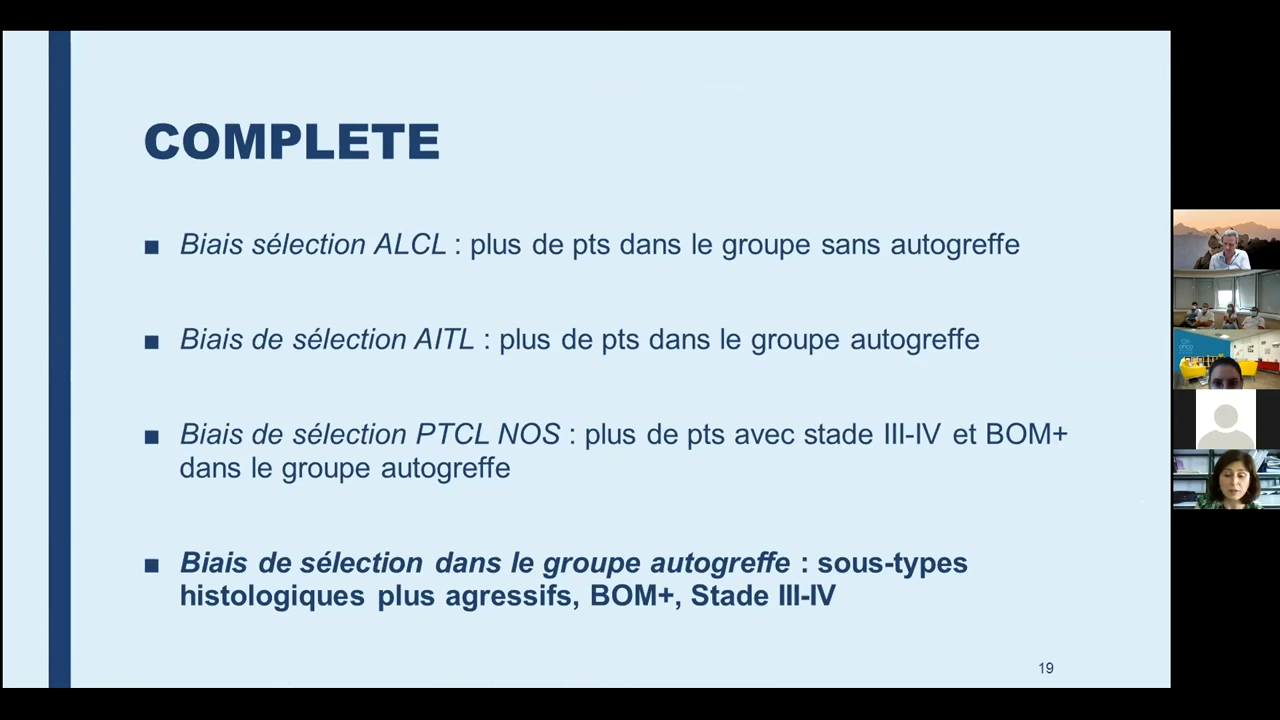 COMPLETE
■ Biais sélection ALCL : plus de pts dans le groupe sans autogreffe
■ Biais de sélection AITL : plus de pts dans le groupe autogreffe
■ Biais de sélection PTCL NOS : plus de pts avec stade III-IV et BOM+
dans le groupe autogreffe
■ Biais de sélection dans le groupe autogreffe : sous-types
histologiques plus agressifs, BOM+, Stade III-IV
19